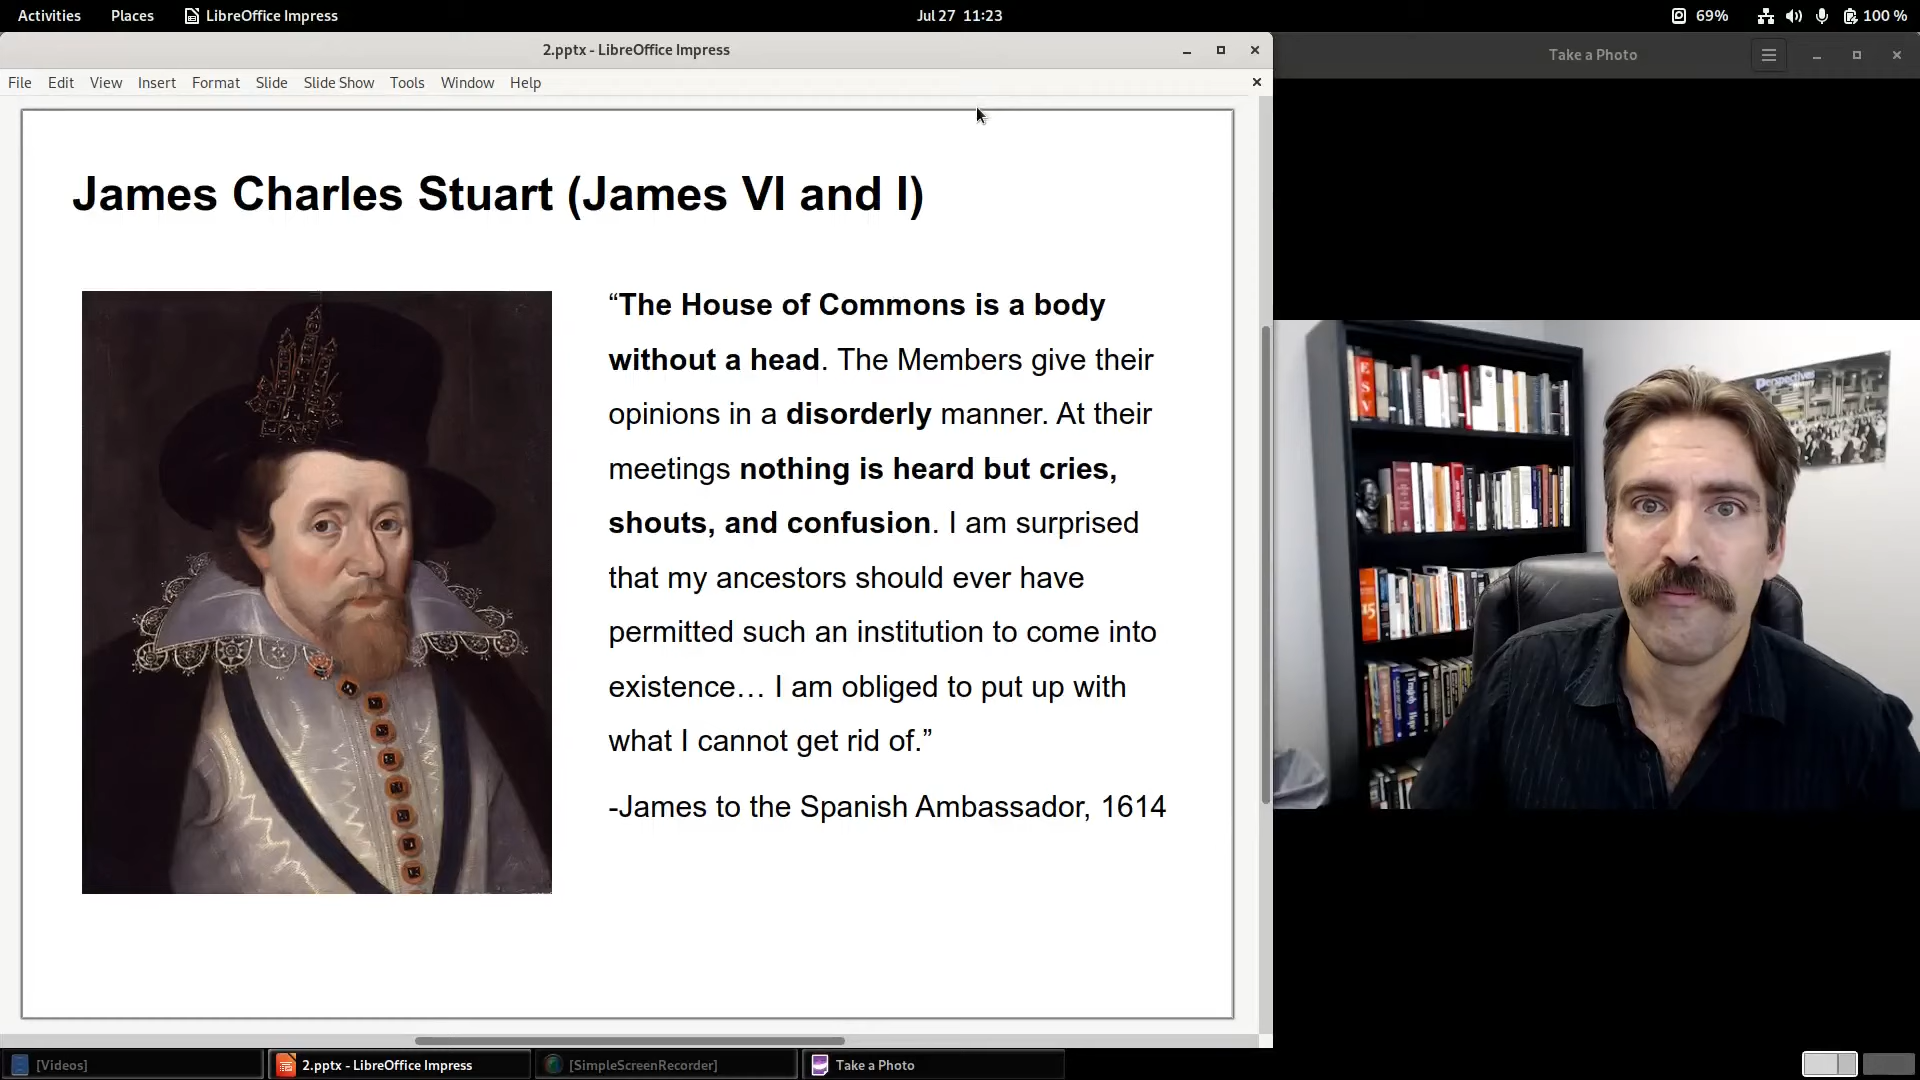 Activities Places LibreOffice Impress Jul 27 11:23 69% 100 %
2.pptx - LibreOffice Impress
Take a Photo
File Edit View Insert Format Slide Slide Show Tools Window Help
James Charles Stuart (James VI and I)
“The House of Commons is a body
without a head. The Members give their
opinions in a disorderly manner. At their
meetings nothing is heard but cries,
shouts, and confusion. I am surprised
that my ancestors should ever have
permitted such an institution to come into
existence… I am obliged to put up with
what I cannot get rid of.”
-James to the Spanish Ambassador, 1614
ESV
Perspectives
[Videos] 2.pptx - LibreOffice Impress [SimpleScreenRecorder] Take a Photo